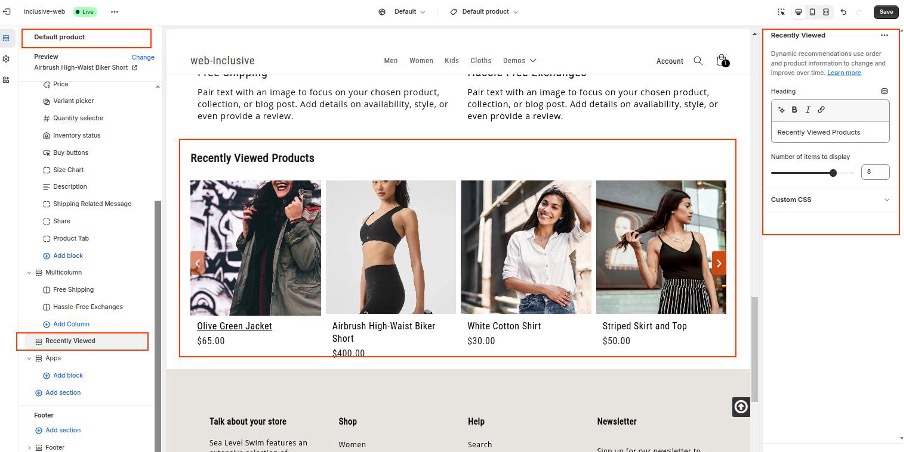 inclusive-web
Live
Default
Default product
Save
Default product
Preview
Change
Airbrush High-Waist Biker Short
Price
Variant picker
Quantity selector
Inventory status
Buy buttons
Size Chart
Description
Shipping Related Message
Share
Product Tab
Add block
Multicolumn
Free Shipping
Hassle-Free Exchanges
Add Column
Recently Viewed
Apps
Add block
Add section
Footer
Add section
Footer
web-inclusive
Men
Women
Kids
Cloths
Demos
Account
1
Free Shipping
Hassle-Free Exchanges
Pair text with an image to focus on your chosen product,
collection, or blog post. Add details on availability, style, or
even provide a review.
Pair text with an image to focus on your chosen product,
collection, or blog post. Add details on availability, style, or
even provide a review.
Recently Viewed Products
Olive Green Jacket
$65.00
Airbrush High-Waist Biker
Short
$400.00
White Cotton Shirt
$30.00
Striped Skirt and Top
$50.00
Talk about your store
Sea Level Swim features an
extensive selection of
Shop
Women
Help
Search
Newsletter
Sign up for our newsletter to
Recently Viewed
Dynamic recommendations use order
and product information to change and
improve over time. Learn more
Heading
B I
Recently Viewed Products
Number of items to display
8
Custom CSS